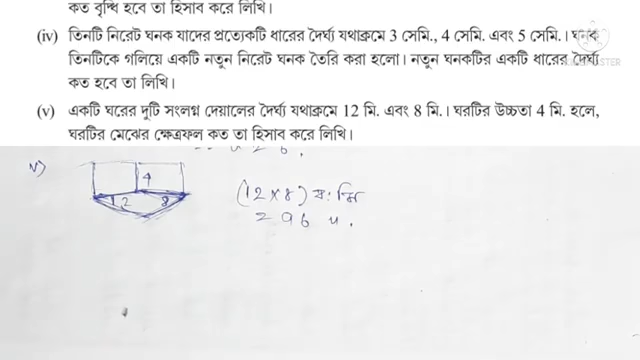 কত বৃদ্ধি হবে তা হিসাব করে লিখি।
(iv) তিনটি নিরেট ঘনক যাদের প্রত্যেকটি ধারের দৈর্ঘ্য যথাক্রমে 3 সেমি., 4 সেমি. এবং 5 সেমি.। ঘনক
তিনটিকে গলিয়ে একটি নতুন নিরেট ঘনক তৈরি করা হলো। নতুন ঘনকটির একটি ধারের দৈর্ঘ্য
কত হবে তা লিখি।
(v) একটি ঘরের দুটি সংলগ্ন দেয়ালের দৈর্ঘ্য যথাক্রমে 12 মি. এবং 8 মি.। ঘরটির উচ্চতা 4 মি. হলে,
ঘরটির মেঝের ক্ষেত্রফল কত তা হিসাব করে লিখি।
v)
4
12 8
(12×8) ব: মি
= 96 "